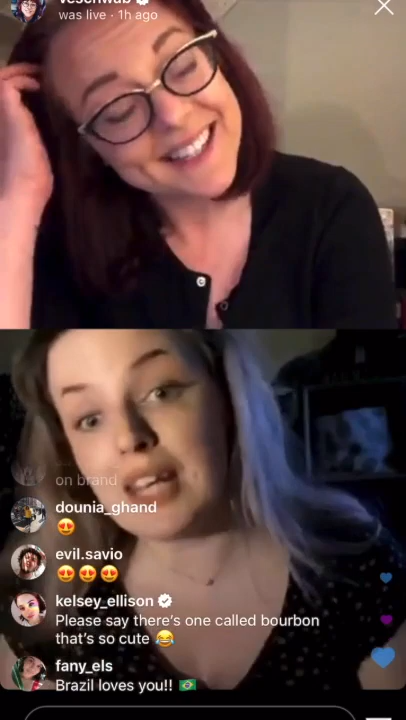 veschwab
was live · 1h ago
on brand
dounia_ghand
😍
evil.savio
😍😍😍
kelsey_ellison
Please say there's one called bourbon
that's so cute 😂
fany_els
Brazil loves you!! 🇧🇷